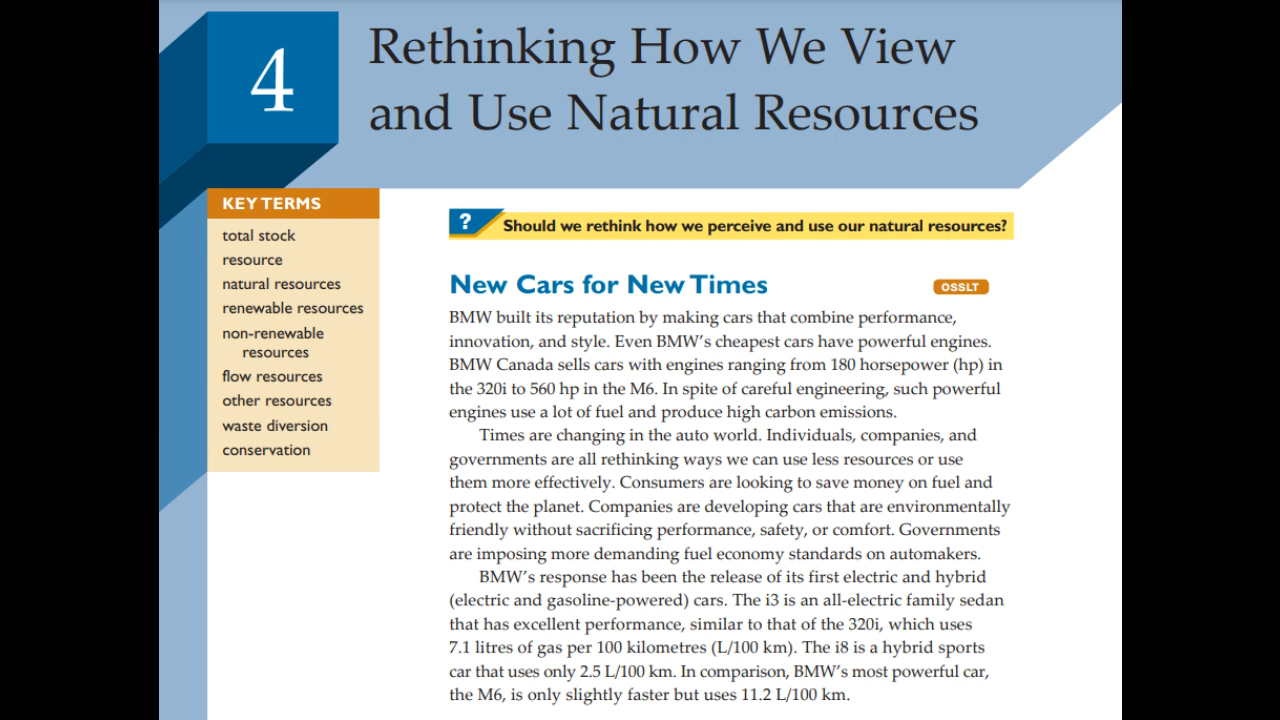 4
Rethinking How We View
and Use Natural Resources
KEY TERMS
total stock
resource
natural resources
renewable resources
non-renewable
resources
flow resources
other resources
waste diversion
conservation
? Should we rethink how we perceive and use our natural resources?
New Cars for New Times OSSLT
BMW built its reputation by making cars that combine performance,
innovation, and style. Even BMW's cheapest cars have powerful engines.
BMW Canada sells cars with engines ranging from 180 horsepower (hp) in
the 320i to 560 hp in the M6. In spite of careful engineering, such powerful
engines use a lot of fuel and produce high carbon emissions.
Times are changing in the auto world. Individuals, companies, and
governments are all rethinking ways we can use less resources or use
them more effectively. Consumers are looking to save money on fuel and
protect the planet. Companies are developing cars that are environmentally
friendly without sacrificing performance, safety, or comfort. Governments
are imposing more demanding fuel economy standards on automakers.
BMW's response has been the release of its first electric and hybrid
(electric and gasoline-powered) cars. The i3 is an all-electric family sedan
that has excellent performance, similar to that of the 320i, which uses
7.1 litres of gas per 100 kilometres (L/100 km). The i8 is a hybrid sports
car that uses only 2.5 L/100 km. In comparison, BMW's most powerful car,
the M6, is only slightly faster but uses 11.2 L/100 km.